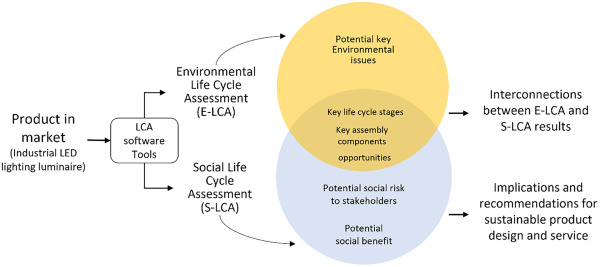 Product in
market
(Industrial LED
lighting luminaire)
LCA
software
Tools
Environmental
Life Cycle
Assessment
(E-LCA)
Social Life
Cycle
Assessment
(S-LCA)
Potential key
Environmental
issues
Key life cycle stages
Key assembly
components
opportunities
Potential social risk
to stakeholders
Potential
social benefit
Interconnections
between E-LCA and
S-LCA results
Implications and
recommendations for
sustainable product
design and service